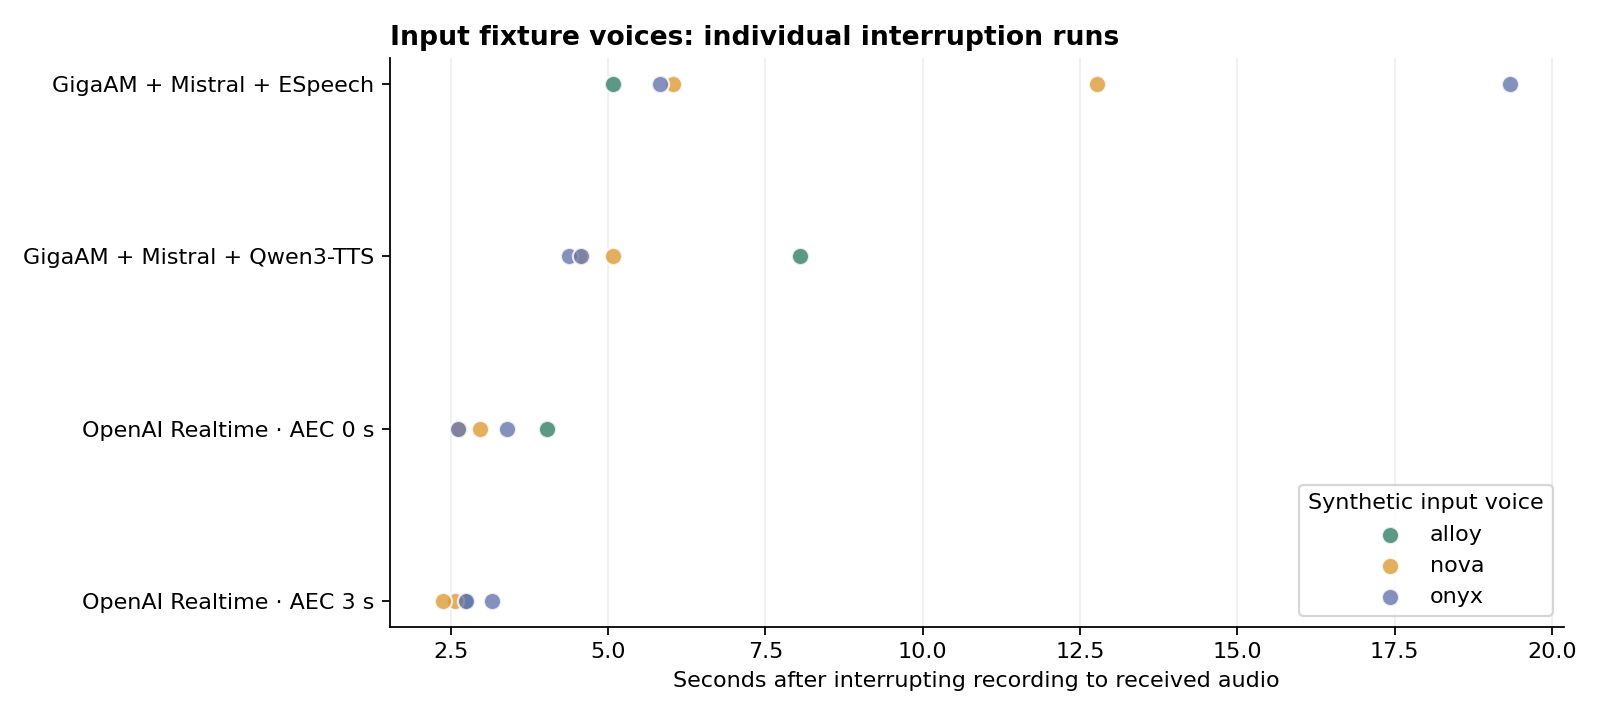 Input fixture voices: individual interruption runs
GigaAM + Mistral + ESpeech
GigaAM + Mistral + Qwen3-TTS
OpenAI Realtime · AEC 0 s
OpenAI Realtime · AEC 3 s
Synthetic input voice
alloy
nova
onyx
2.5 5.0 7.5 10.0 12.5 15.0 17.5 20.0
Seconds after interrupting recording to received audio